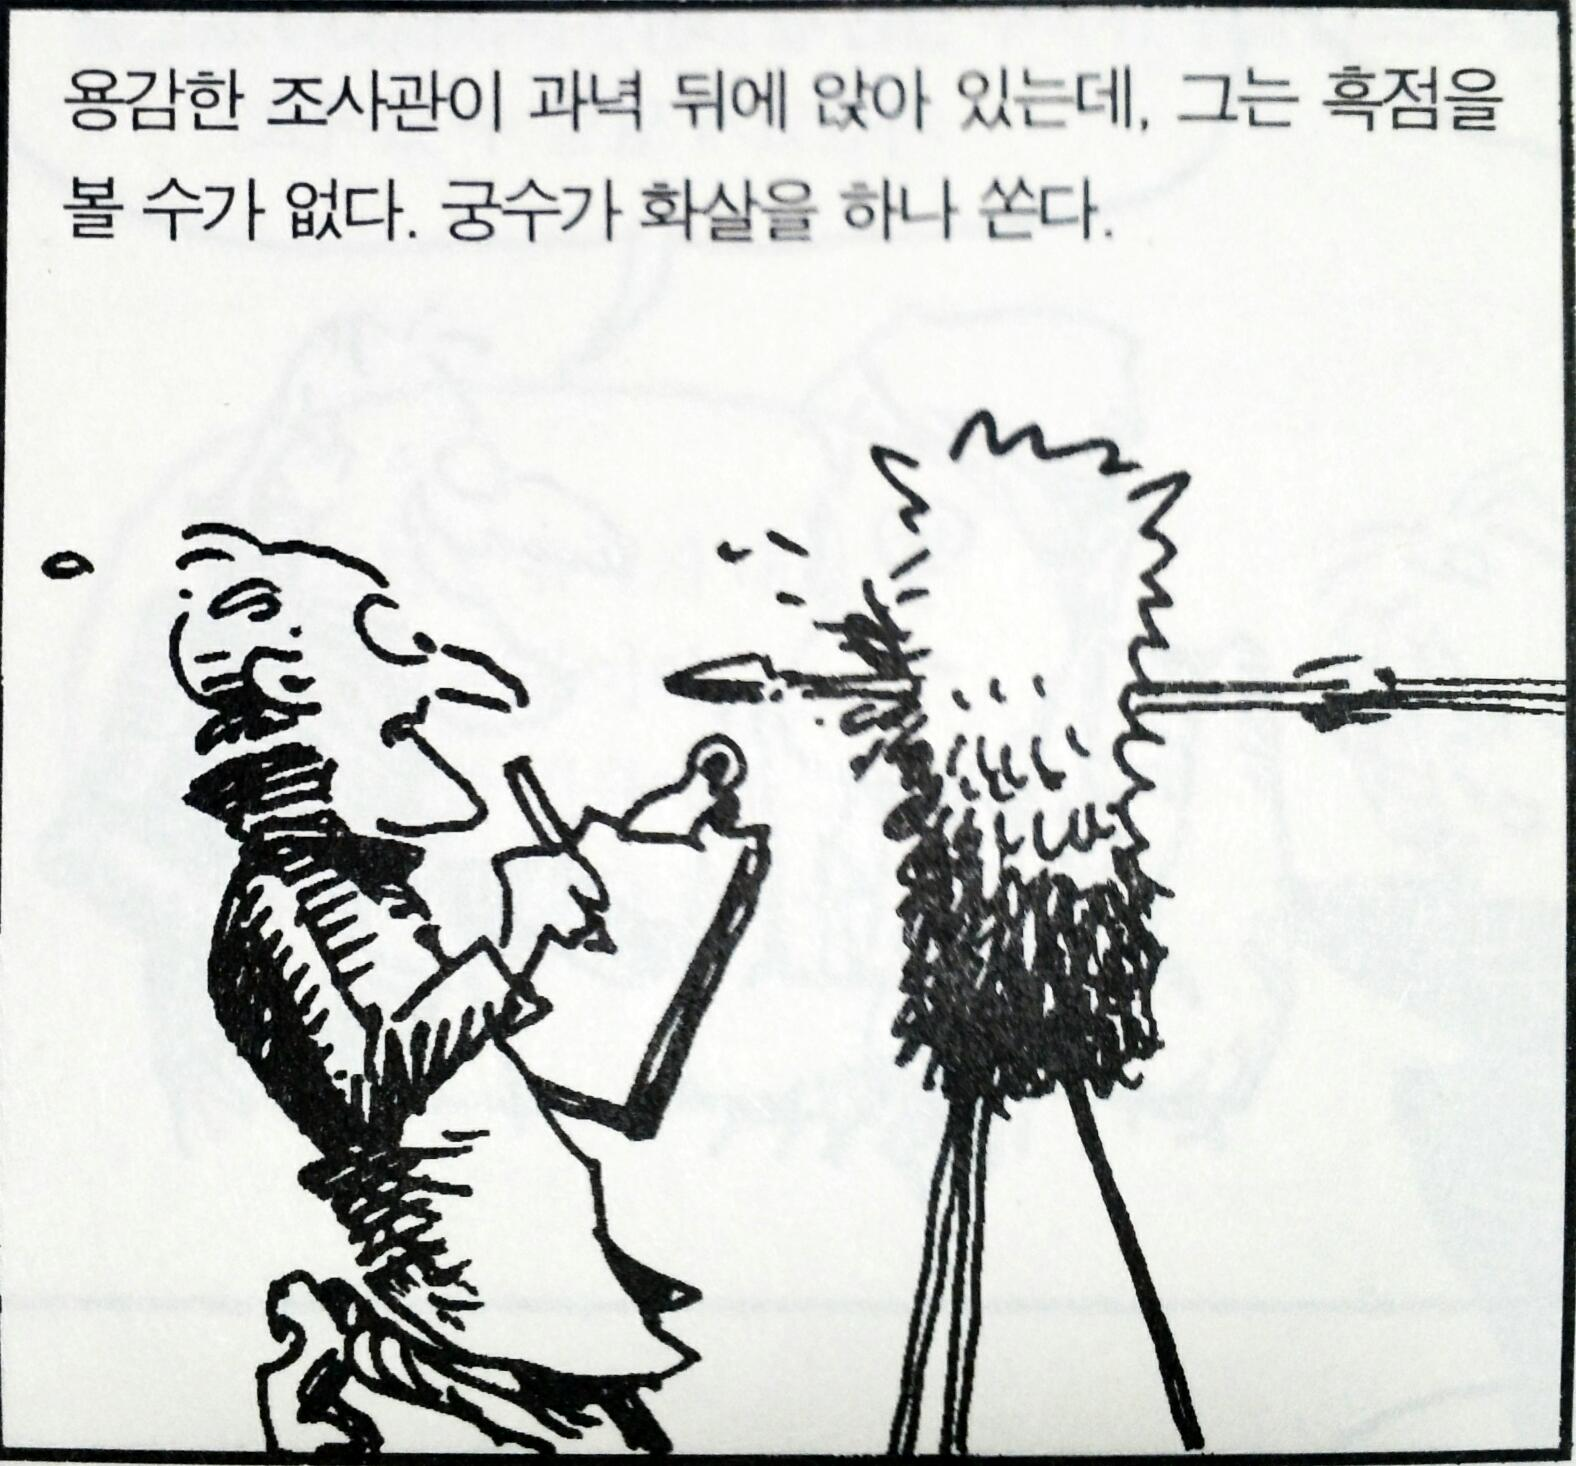 용감한 조사관이 과녁 뒤에 앉아 있는데, 그는 흑점을
볼 수가 없다. 궁수가 화살을 하나 쏜다.